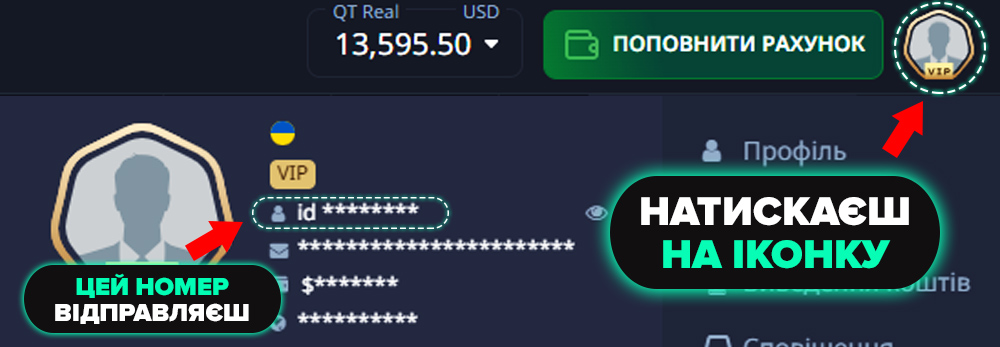 QT Real USD
13,595.50
ПОПОВНИТИ РАХУНОК
VIP
Профіль
VIP
id ********
НАТИСКАЄШ
НА ІКОНКУ
***********************
$*******
**********
ЦЕЙ НОМЕР
ВІДПРАВЛЯЄШ
Виведення коштів
Сповіщення